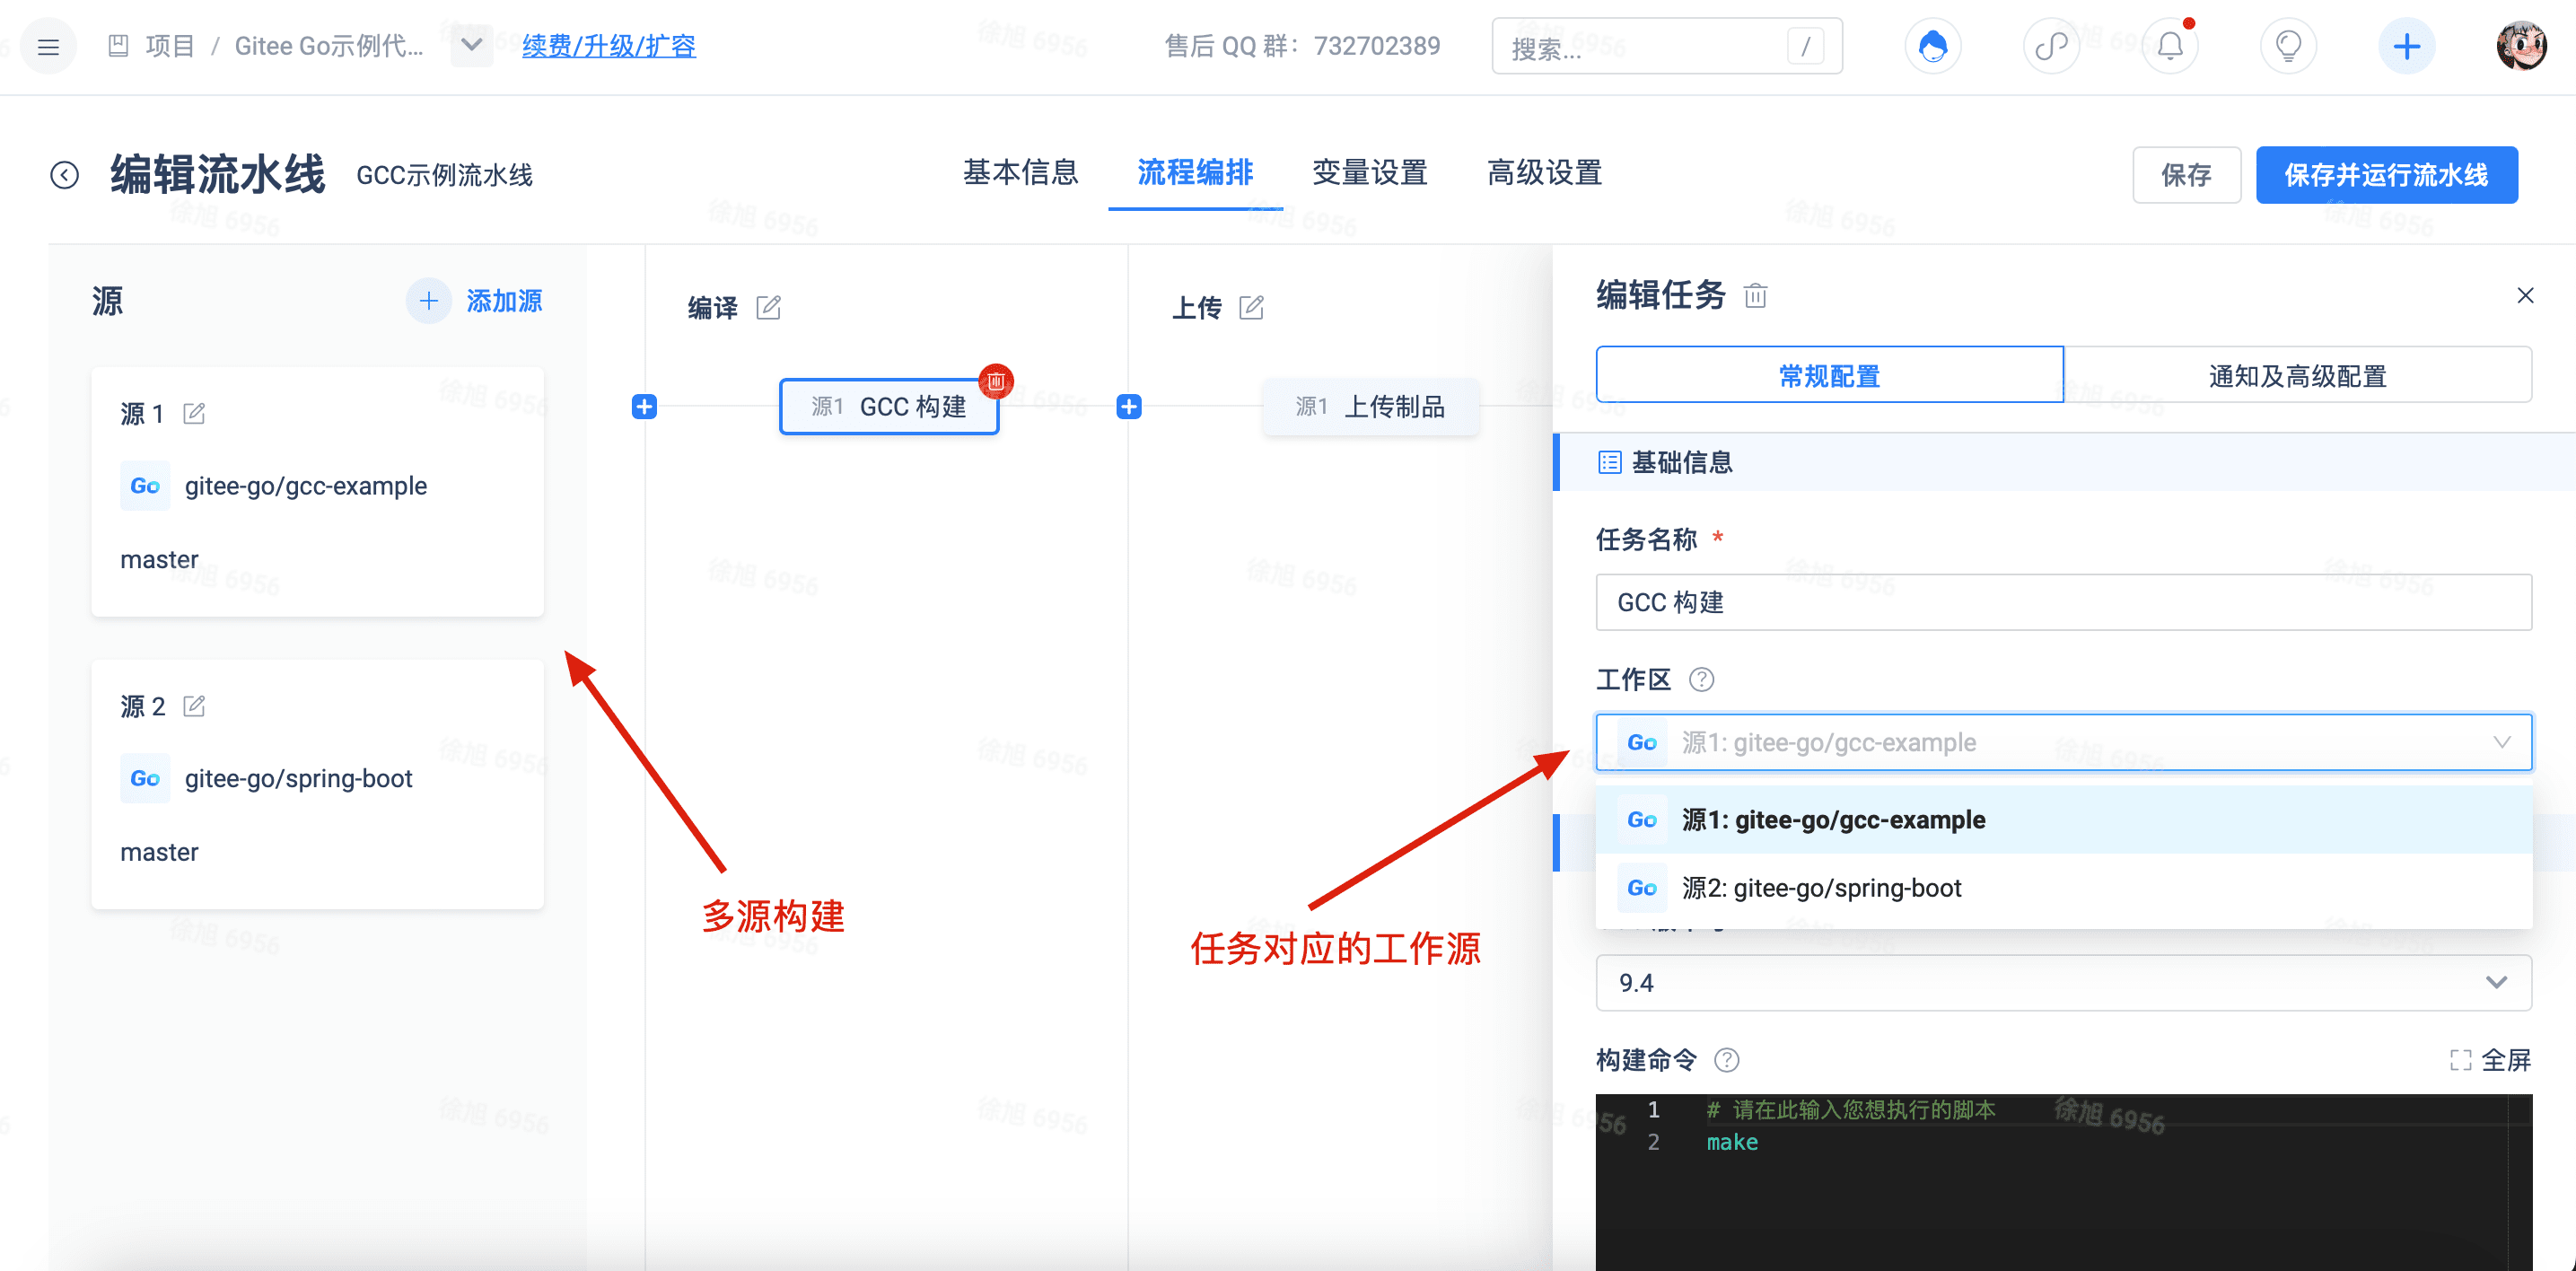 项目 / Gitee Go示例代...
续费/升级/扩容
售后 QQ 群：732702389
搜索... /
编辑流水线 GCC示例流水线
基本信息 流程编排 变量设置 高级设置
保存 保存并运行流水线
源 添加源
源 1
Go gitee-go/gcc-example
master
源 2
Go gitee-go/spring-boot
master
编译
源1 GCC 构建
上传
源1 上传制品
多源构建
任务对应的工作源
编辑任务
常规配置 通知及高级配置
基础信息
任务名称 *
GCC 构建
工作区
Go 源1: gitee-go/gcc-example
Go 源1: gitee-go/gcc-example
Go 源2: gitee-go/spring-boot
9.4
构建命令 全屏
1 # 请在此输入您想执行的脚本
2 make
徐旭 6956